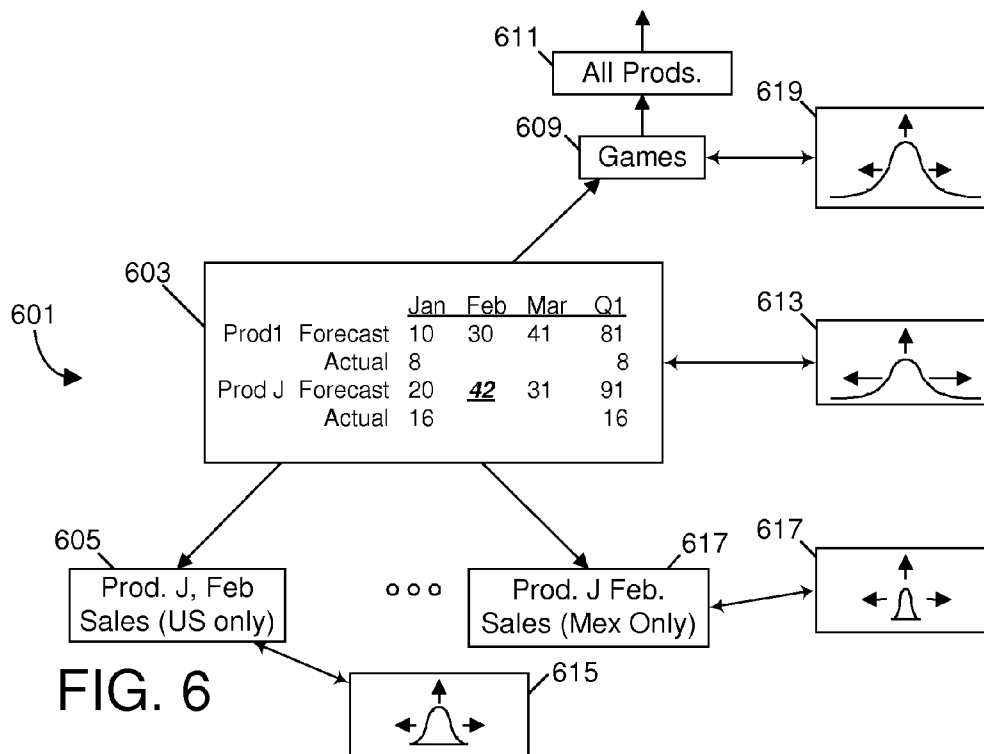 611
All Prods.
619
609
Games
603
601
Jan Feb Mar Q1
Prod1 Forecast 10 30 41 81
Actual 8 8
Prod J Forecast 20 42 31 91
Actual 16 16
613
605
Prod. J, Feb
Sales (US only)
617
Prod. J Feb.
Sales (Mex Only)
617
615
FIG. 6